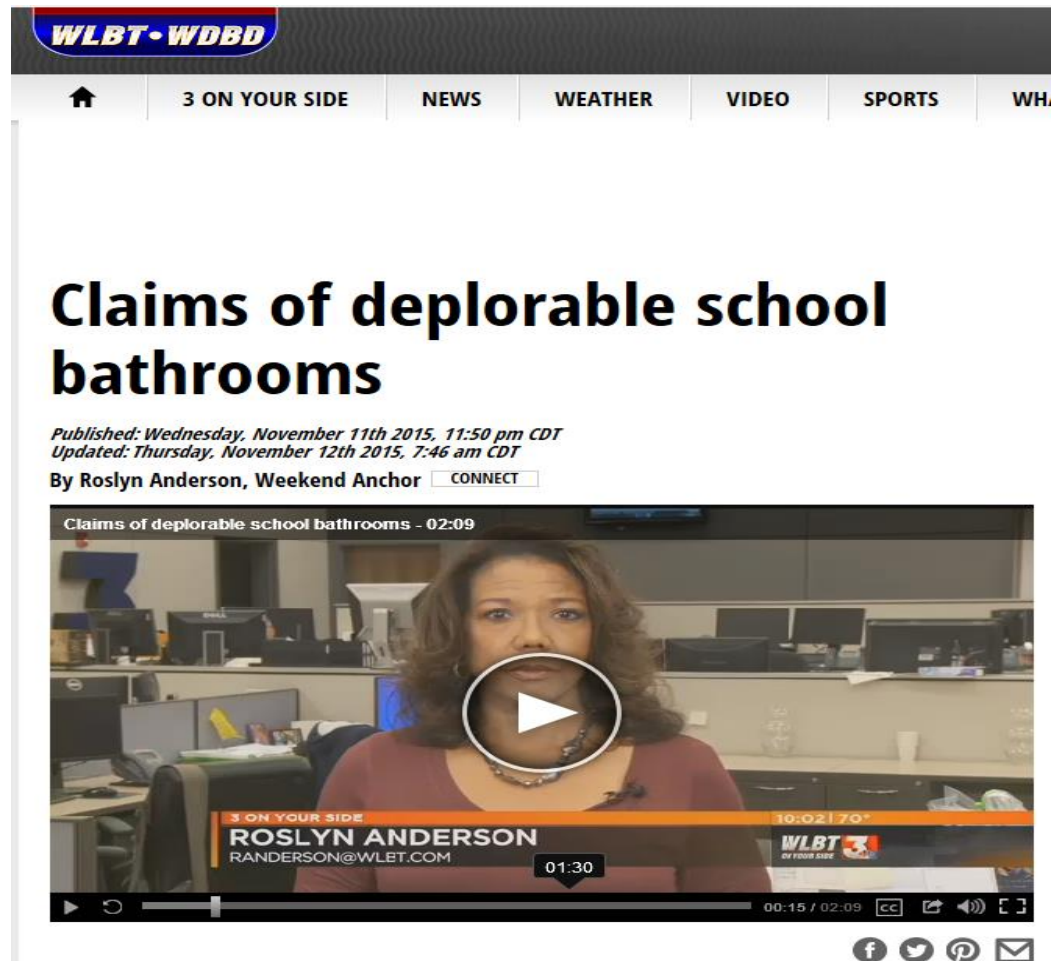 WLBT•WDBD
3 ON YOUR SIDE NEWS WEATHER VIDEO SPORTS WHA
Claims of deplorable school
bathrooms
Published: Wednesday, November 11th 2015, 11:50 pm CDT
Updated: Thursday, November 12th 2015, 7:46 am CDT
By Roslyn Anderson, Weekend Anchor CONNECT
Claims of deplorable school bathrooms - 02:09
DELL
3 ON YOUR SIDE
ROSLYN ANDERSON
RANDERSON@WLBT.COM
10:02 | 70°
WLBT 3
ON YOUR SIDE
01:30
00:15 / 02:09 CC